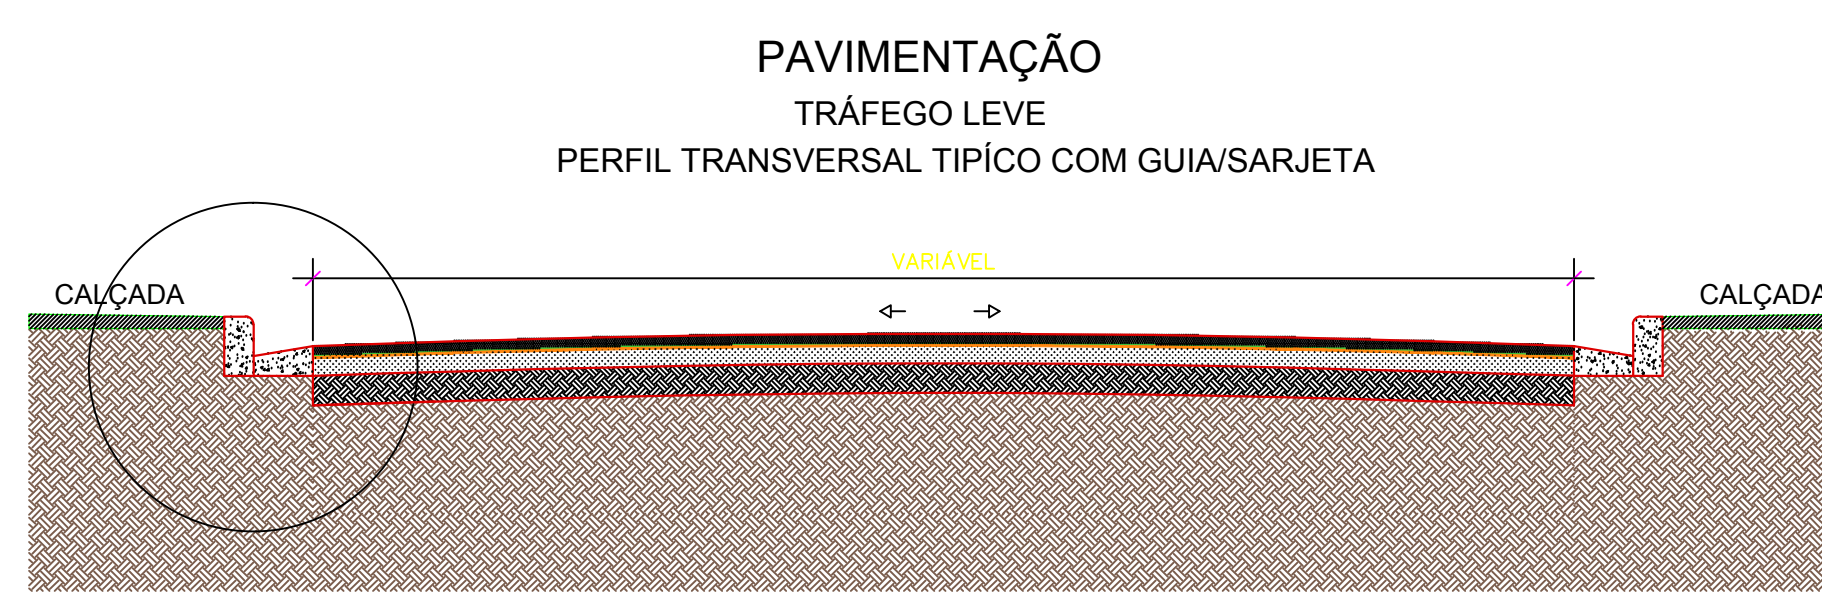 PAVIMENTAÇÃO
TRÁFEGO LEVE
PERFIL TRANSVERSAL TIPÍCO COM GUIA/SARJETA
VARIÁVEL
CALÇADA
CALÇADA